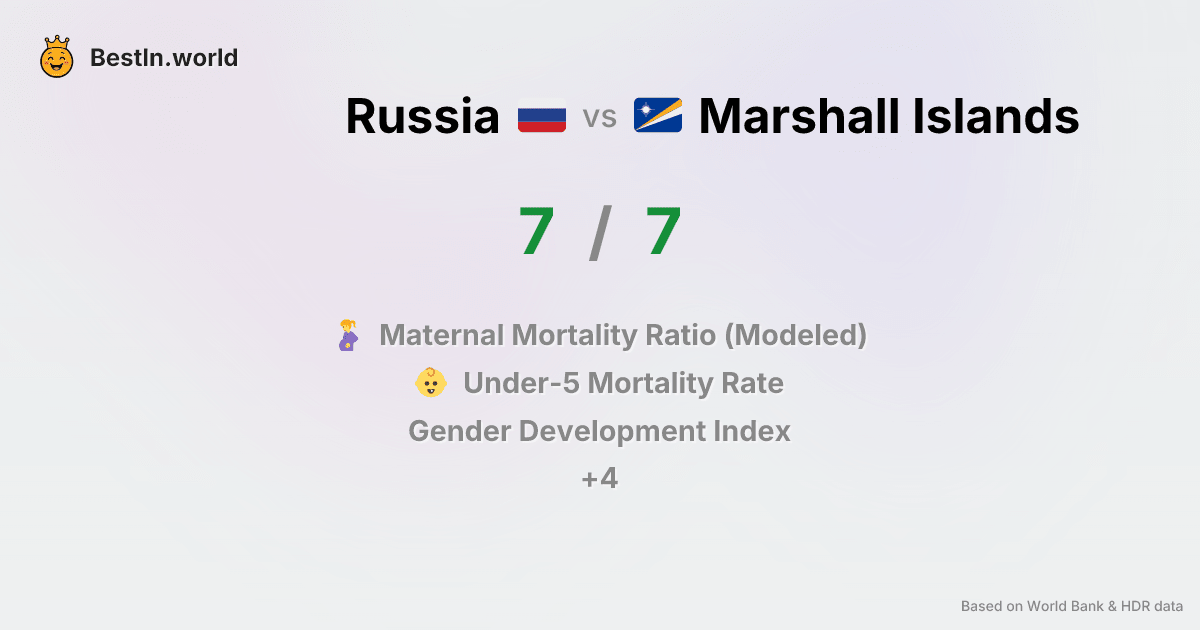 BestIn.world
Russia vs Marshall Islands
7 / 7
Maternal Mortality Ratio (Modeled)
Under-5 Mortality Rate
Gender Development Index
+4
Based on World Bank & HDR data